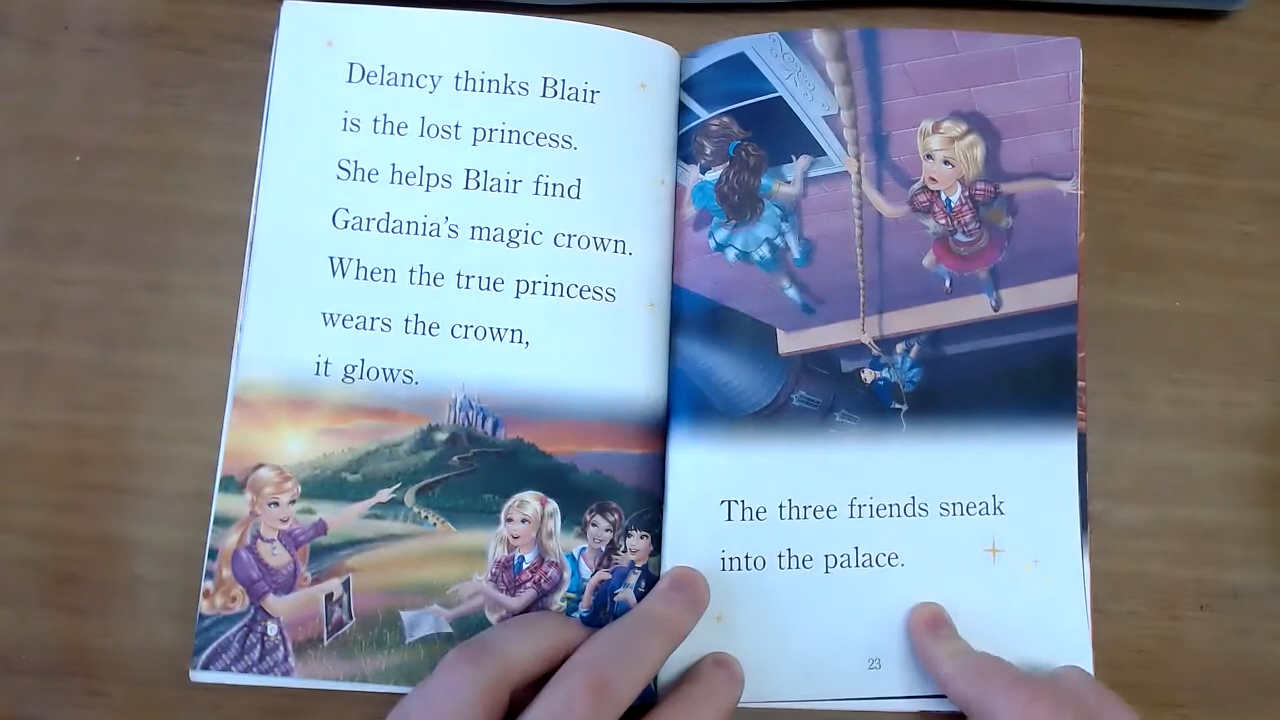 Delancy thinks Blair
is the lost princess.
She helps Blair find
Gardania's magic crown.
When the true princess
wears the crown,
it glows.
The three friends sneak
into the palace.
23